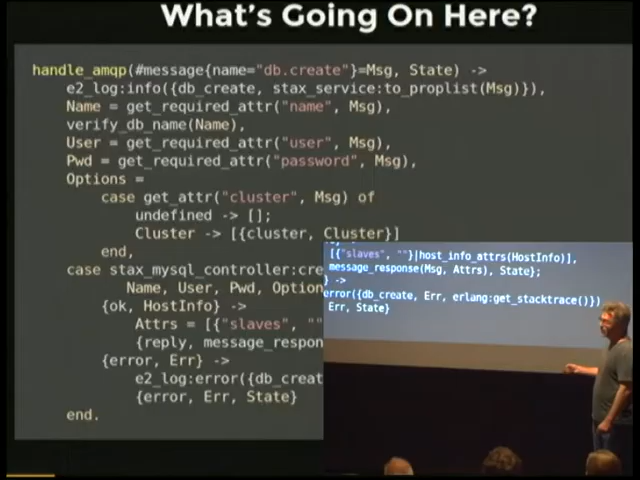 What's Going On Here?
handle_amqp(#message{name="db.create"}=Msg, State) ->
e2_log:info({db_create, stax_service:to_proplist(Msg)}),
Name = get_required_attr("name", Msg),
verify_db_name(Name),
User = get_required_attr("user", Msg),
Pwd = get_required_attr("password", Msg),
Options =
case get_attr("cluster", Msg) of
undefined -> [];
Cluster -> [{cluster, Cluster}]
end,
case stax_mysql_controller:cre
Name, User, Pwd, Option
{ok, HostInfo} ->
Attrs = [{"slaves", ""
{reply, message_respon
{error, Err} ->
e2_log:error({db_creat
{error, Err, State}
end.
[{"slaves", ""}|host_info_attrs(HostInfo)],
message_response(Msg, Attrs), State};
} ->
error({db_create, Err, erlang:get_stacktrace()})
Err, State}